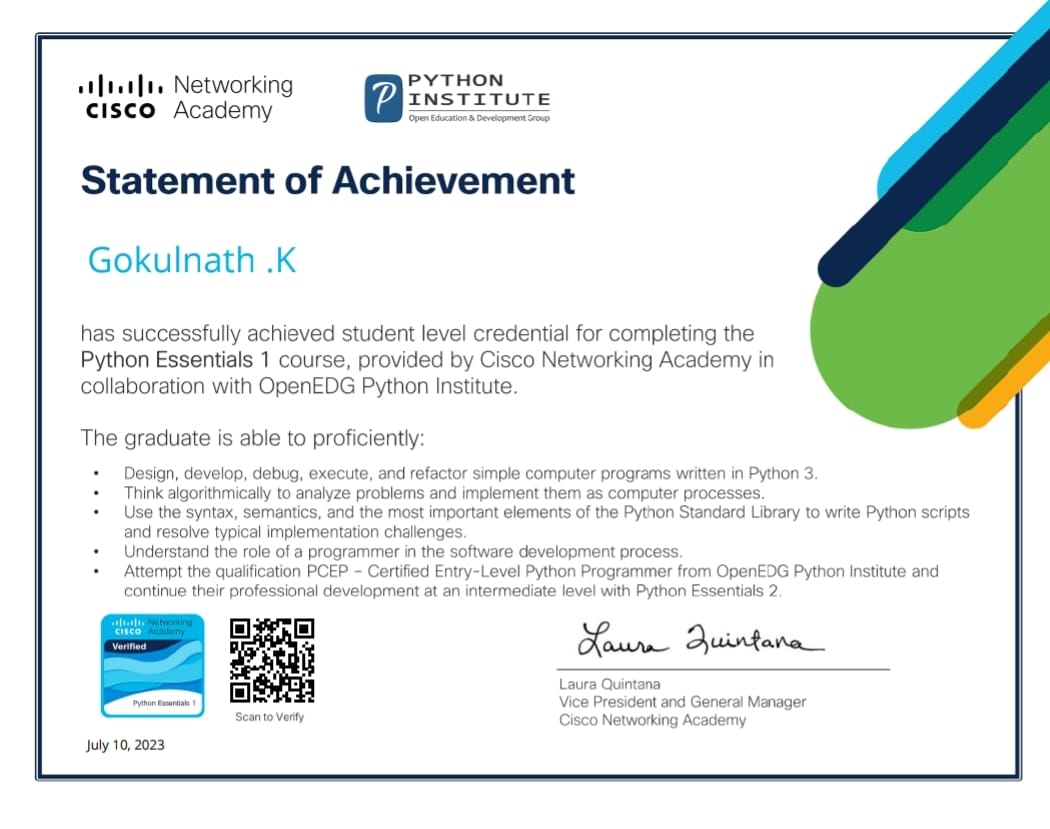 CISCO
Networking
Academy
P
PYTHON
INSTITUTE
Open Education & Development Group
Statement of Achievement
Gokulnath .K
has successfully achieved student level credential for completing the
Python Essentials 1 course, provided by Cisco Networking Academy in
collaboration with OpenEDG Python Institute.
The graduate is able to proficiently:
• Design, develop, debug, execute, and refactor simple computer programs written in Python 3.
• Think algorithmically to analyze problems and implement them as computer processes.
• Use the syntax, semantics, and the most important elements of the Python Standard Library to write Python scripts
and resolve typical implementation challenges.
• Understand the role of a programmer in the software development process.
• Attempt the qualification PCEP – Certified Entry-Level Python Programmer from OpenEDG Python Institute and
continue their professional development at an intermediate level with Python Essentials 2.
CISCO Networking
Academy
Verified
Python Essentials 1
Scan to Verify
July 10, 2023
Laura Quintana
Laura Quintana
Vice President and General Manager
Cisco Networking Academy